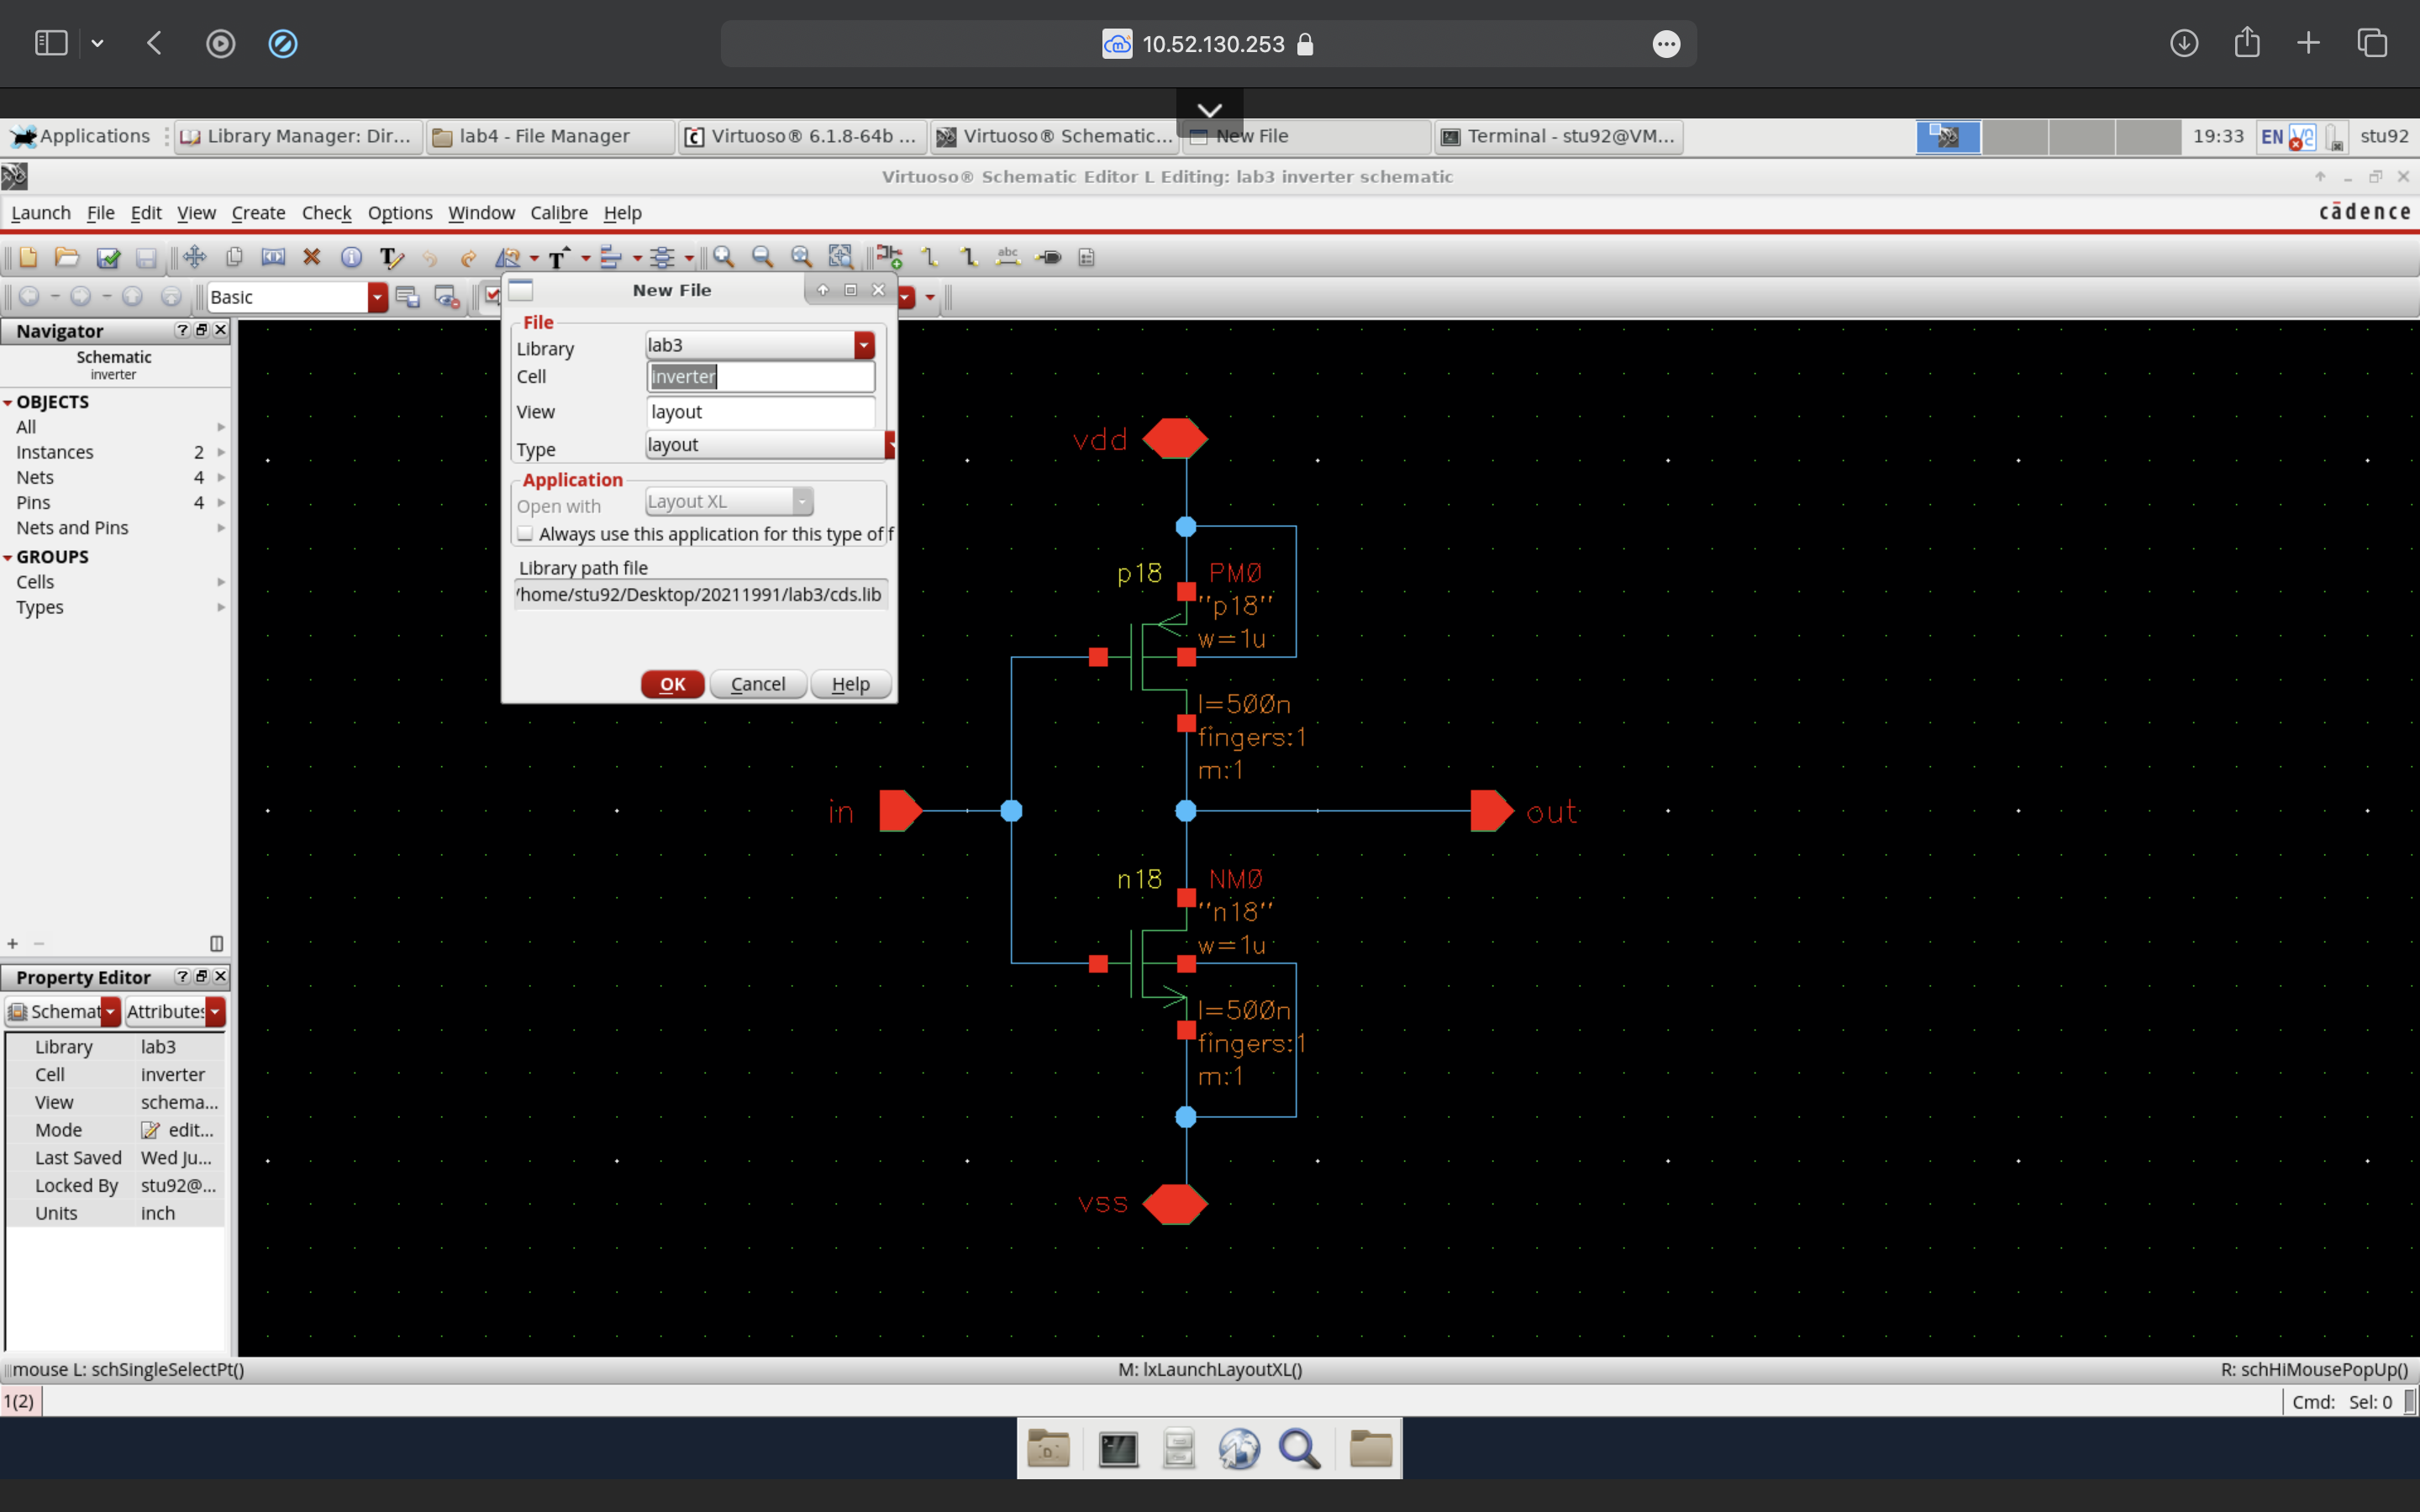 10.52.130.253
Applications
Library Manager: Dir...
lab4 - File Manager
Virtuoso® 6.1.8-64b ...
Virtuoso® Schematic...
New File
Terminal - stu92@VM...
19:33
EN
stu92
Virtuoso® Schematic Editor L Editing: lab3 inverter schematic
Launch File Edit View Create Check Options Window Calibre Help
cādence
Basic
Navigator
Schematic
inverter
OBJECTS
All
Instances 2
Nets 4
Pins 4
Nets and Pins
GROUPS
Cells
Types
Property Editor
Schemat
Attributes
Library lab3
Cell inverter
View schema...
Mode edit...
Last Saved Wed Ju...
Locked By stu92@...
Units inch
New File
File
Library lab3
Cell inverter
View layout
Type layout
Application
Open with Layout XL
Always use this application for this type of f
Library path file
/home/stu92/Desktop/20211991/lab3/cds.lib
OK Cancel Help
vdd
p18 PM0
"p18"
w=1u
l=500n
fingers:1
m:1
in
out
n18 NM0
"n18"
w=1u
l=500n
fingers:1
m:1
vss
mouse L: schSingleSelectPt()
M: lxLaunchLayoutXL()
R: schHiMousePopUp()
1(2)
Cmd: Sel: 0